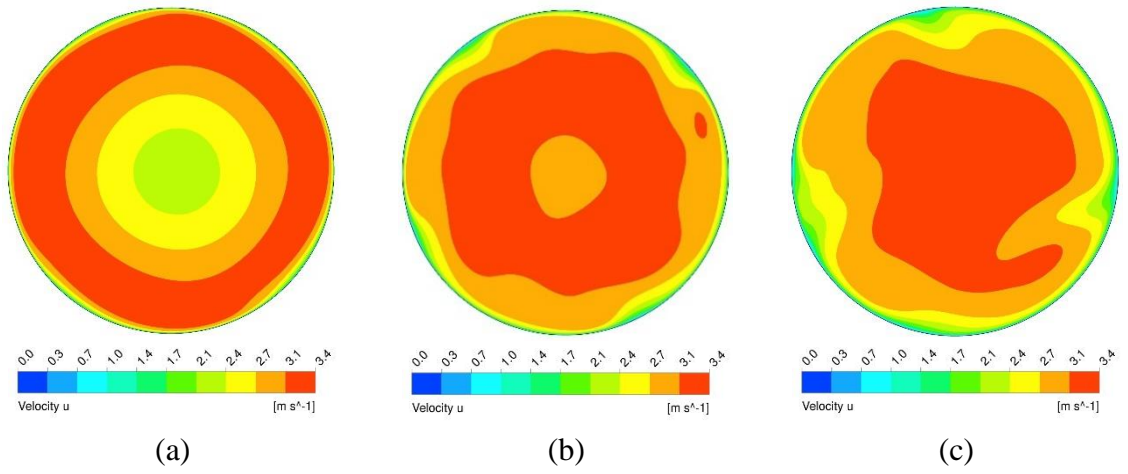 0.0 0.3 0.7 1.0 1.4 1.7 2.1 2.4 2.7 3.1 3.4
Velocity u [m s^-1]
(a)
0.0 0.3 0.7 1.0 1.4 1.7 2.1 2.4 2.7 3.1 3.4
Velocity u [m s^-1]
(b)
0.0 0.3 0.7 1.0 1.4 1.7 2.1 2.4 2.7 3.1 3.4
Velocity u [m s^-1]
(c)